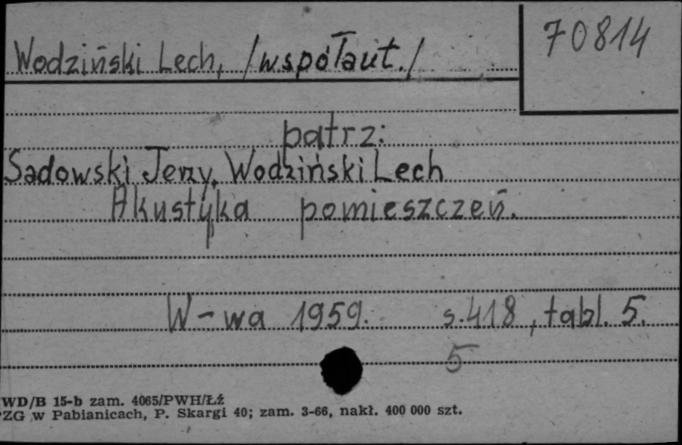 70814
Wodziński Lech, /współaut./
patrz:
Sadowski Jerzy, Wodziński Lech
Akustyka pomieszczeń.
W-wa 1959. s.418, tabl. 5.
5
WD/B 15-b zam. 4065/PWH/Łź
PZG w Pabianicach, P. Skargi 40; zam. 3-66, nakł. 400 000 szt.